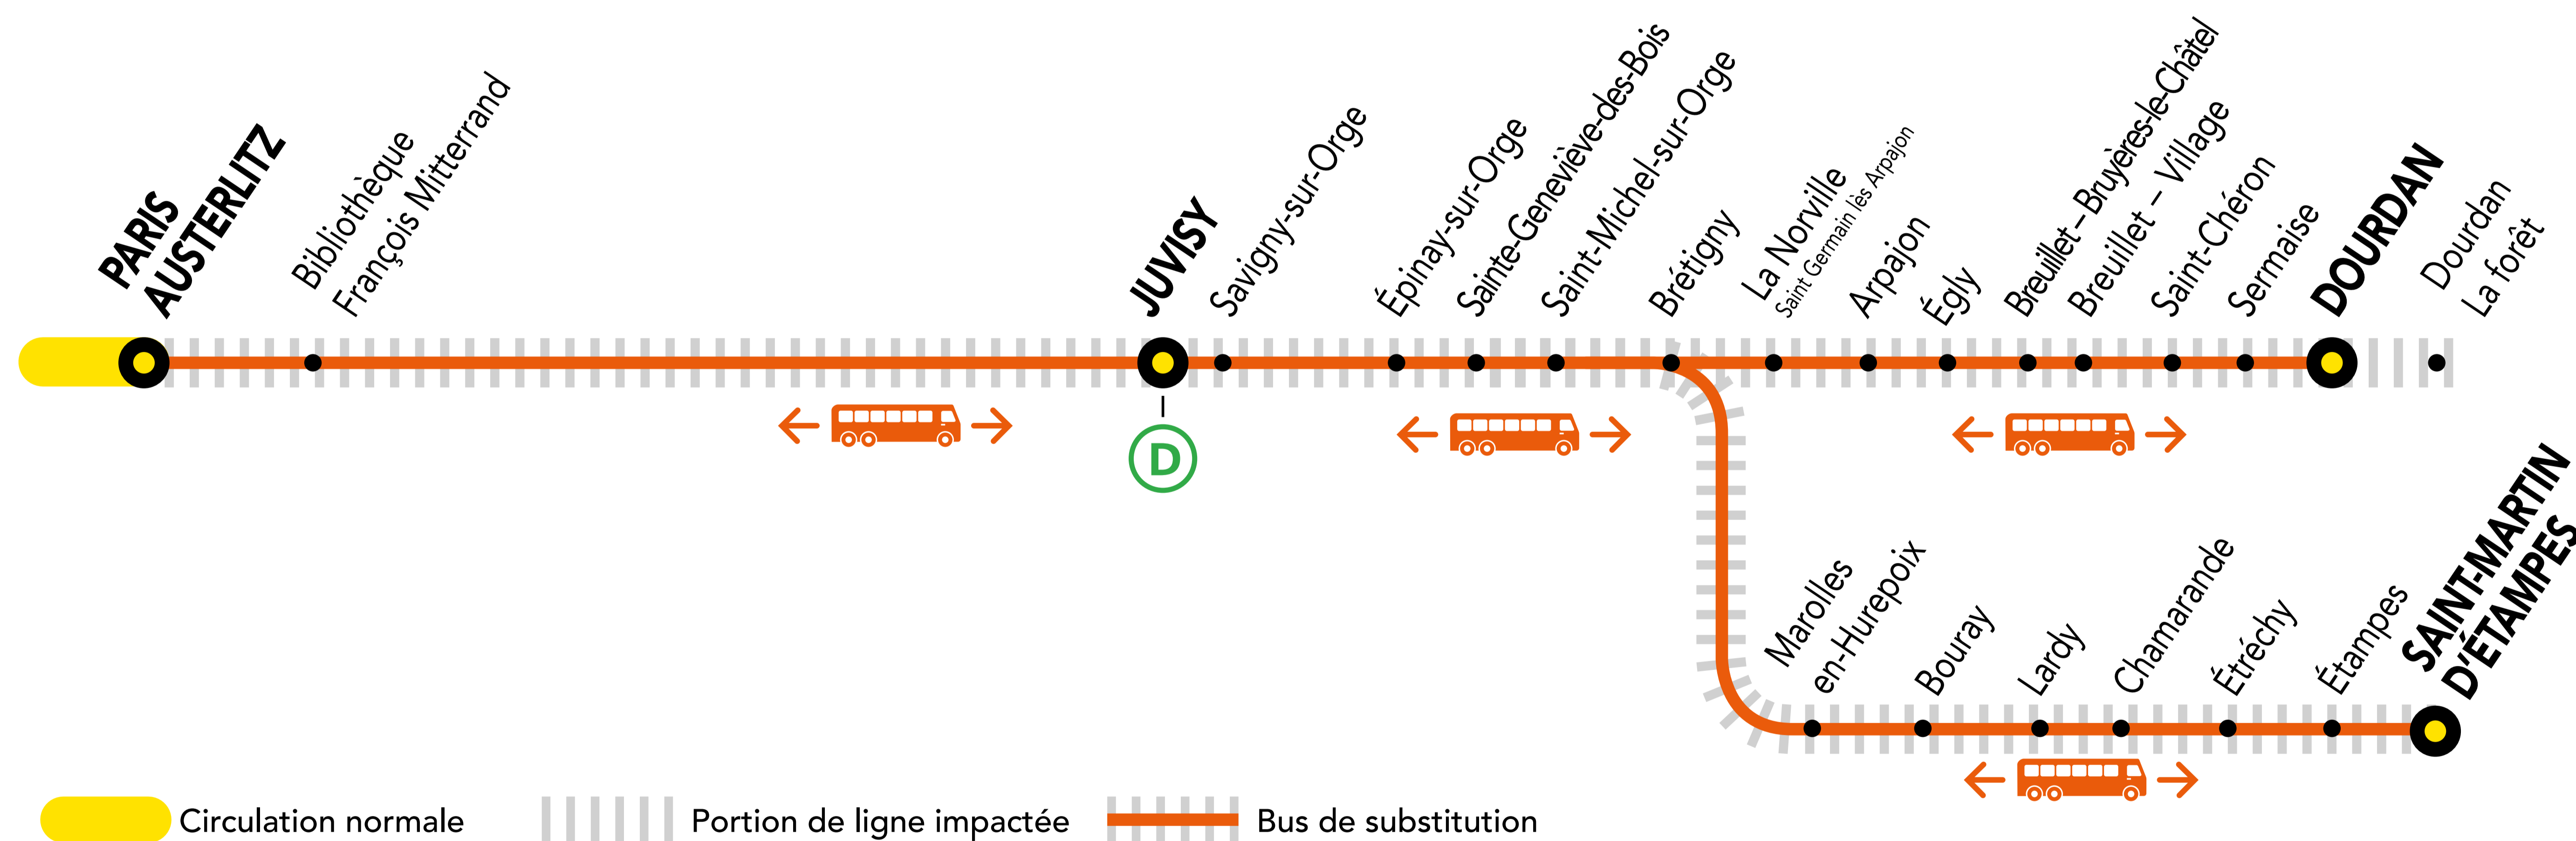 PARIS
AUSTERLITZ
Bibliothèque
François Mitterrand
JUVISY
Savigny-sur-Orge
Épinay-sur-Orge
Sainte-Geneviève-des-Bois
Saint-Michel-sur-Orge
Brétigny
La Norville
Saint Germain lès Arpajon
Arpajon
Égly
Breuillet – Bruyères-le-Châtel
Breuillet – Village
Saint-Chéron
Sermaise
DOURDAN
Dourdan
La forêt
D
Marolles
en-Hurepoix
Bouray
Lardy
Chamarande
Étréchy
Étampes
SAINT-MARTIN
D'ÉTAMPES
Circulation normale
Portion de ligne impactée
Bus de substitution